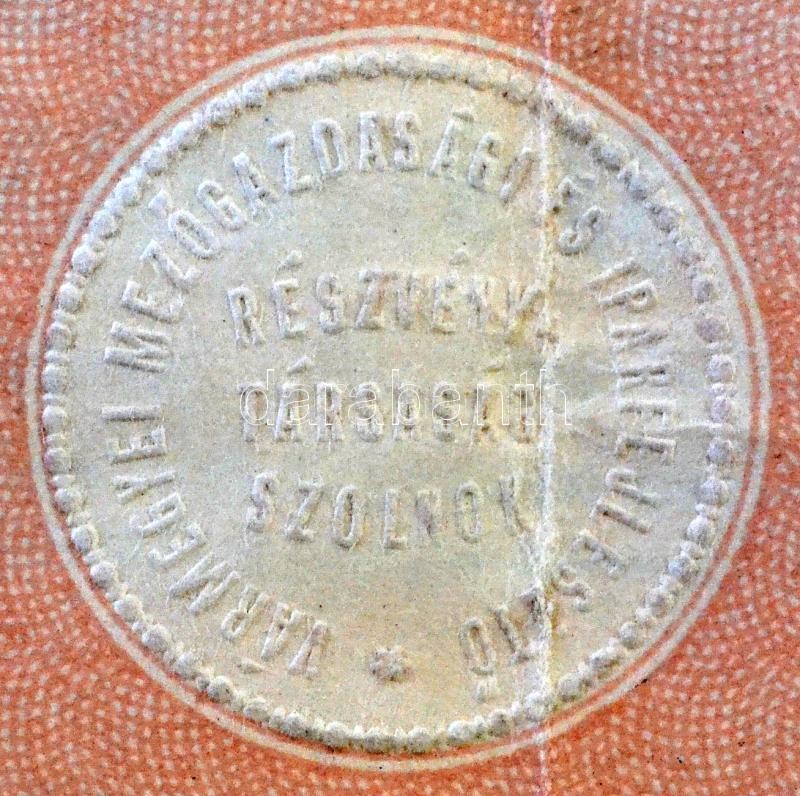 VÁRMEGYEI MEZŐGAZDASÁGI ÉS IPARFEJLESZTŐ *
RÉSZVÉNY-
TÁRSASÁG
SZOLNOK
darabanth